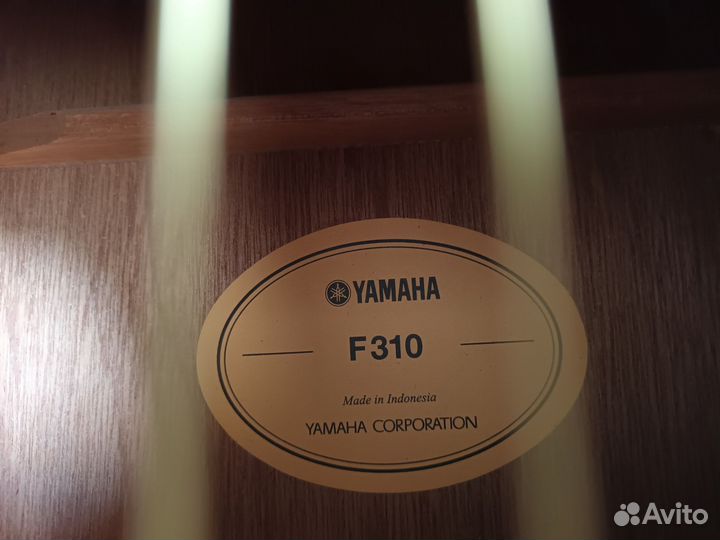 YAMAHA
F310
Made in Indonesia
YAMAHA CORPORATION
Avito